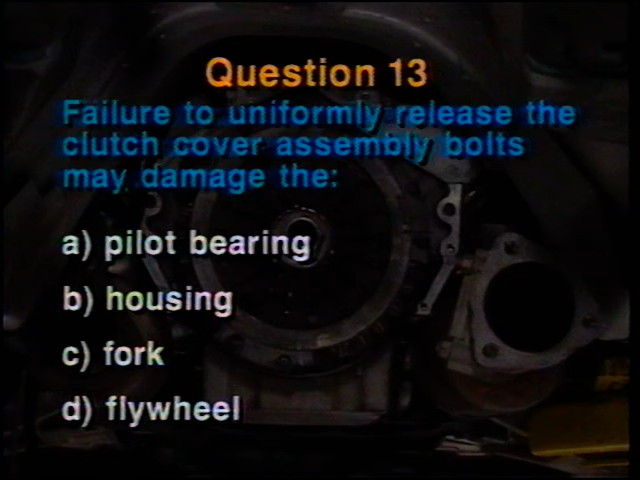 Question 13
Failure to uniformly release the
clutch cover assembly bolts
may damage the:
a) pilot bearing
b) housing
c) fork
d) flywheel